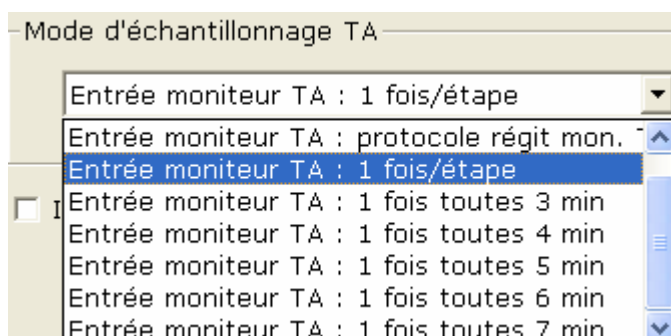 Mode d'échantillonnage TA
Entrée moniteur TA : 1 fois/étape
Entrée moniteur TA : protocole régit mon.
Entrée moniteur TA : 1 fois/étape
Entrée moniteur TA : 1 fois toutes 3 min
Entrée moniteur TA : 1 fois toutes 4 min
Entrée moniteur TA : 1 fois toutes 5 min
Entrée moniteur TA : 1 fois toutes 6 min
Entrée moniteur TA : 1 fois toutes 7 min